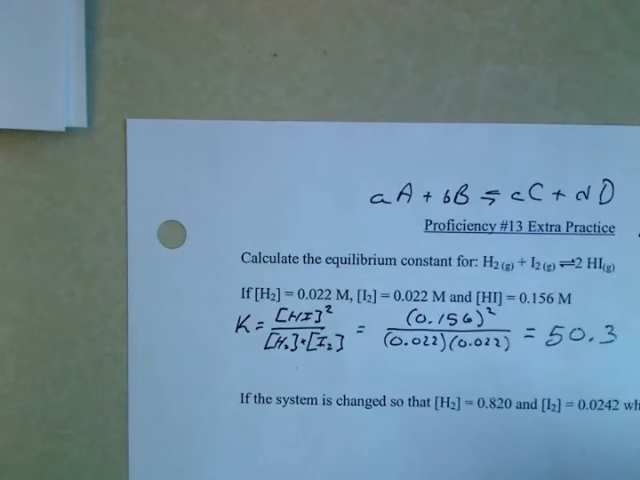 aA + bB ⇌ cC + dD
Proficiency #13 Extra Practice
Calculate the equilibrium constant for: H₂ (g) + I₂ (g) ⇌2 HI(g)
If [H₂] = 0.022 M, [I₂] = 0.022 M and [HI] = 0.156 M
K = [HI]² / [H₂]•[I₂] = (0.156)² / (0.022)(0.022) = 50.3
If the system is changed so that [H₂] = 0.820 and [I₂] = 0.0242